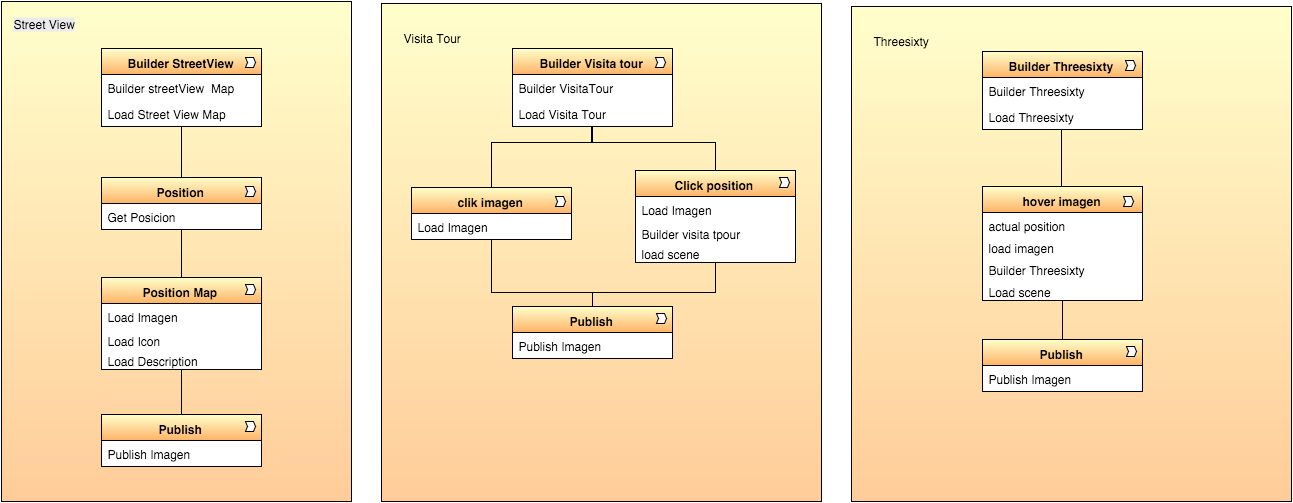 Street View
Builder StreetView
Builder streetView  Map
Load Street View Map
Position
Get Posicion
Position Map
Load Imagen
Load Icon
Load Description
Publish
Publish Imagen
Visita Tour
Builder Visita tour
Builder VisitaTour
Load Visita Tour
clik imagen
Load Imagen
Click position
Load Imagen
Builder visita tpour
load scene
Publish
Publish Imagen
Threesixty
Builder Threesixty
Builder Threesixty
Load Threesixty
hover imagen
actual position
load imagen
Builder Threesixty
Load scene
Publish
Publish Imagen